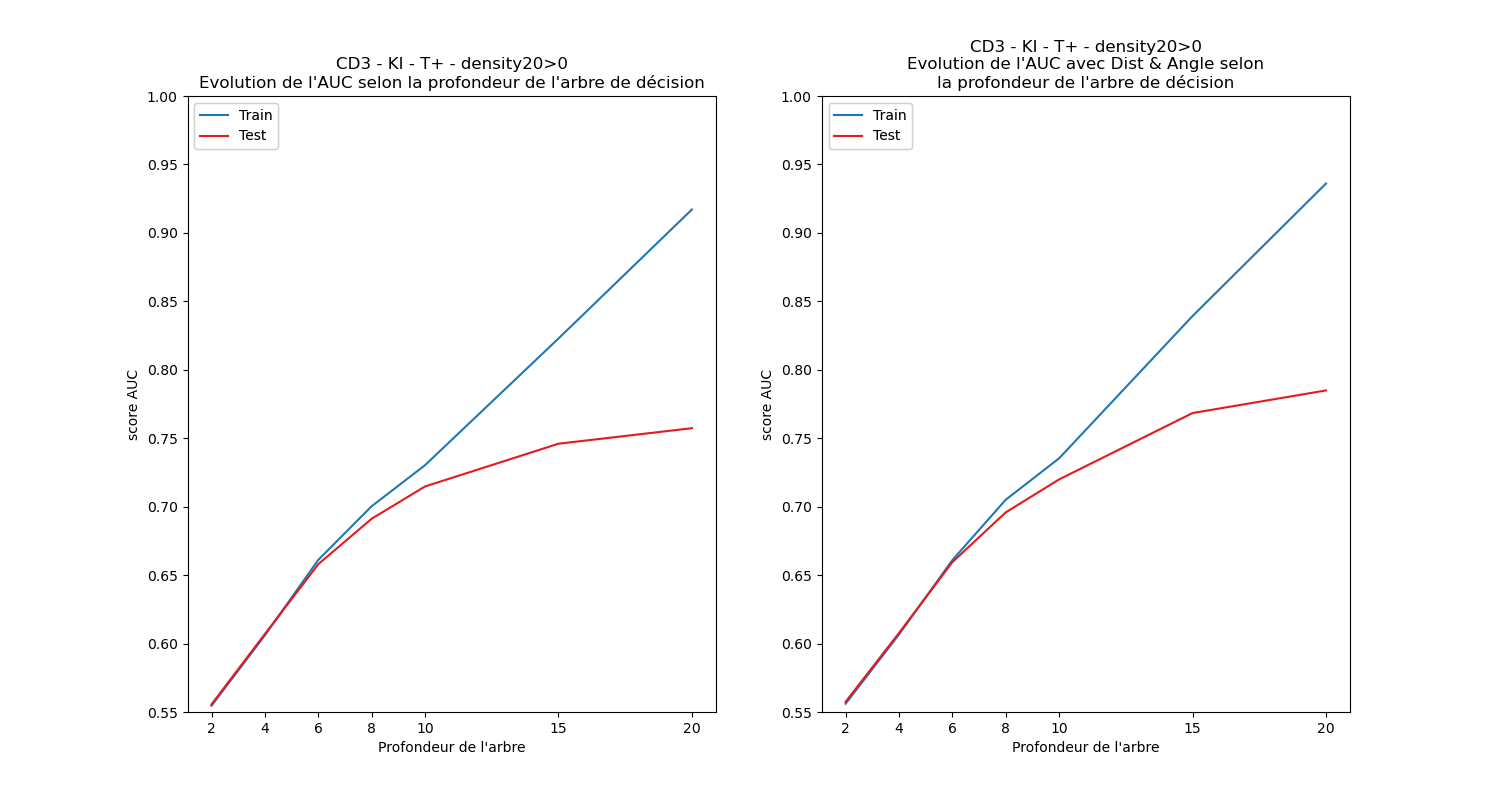 CD3 - KI - T+ - density20>0
Evolution de l'AUC selon la profondeur de l'arbre de décision
1.00
0.95
0.90
0.85
0.80
0.75
0.70
0.65
0.60
0.55
score AUC
Train
Test
2 4 6 8 10 15 20
Profondeur de l'arbre
CD3 - KI - T+ - density20>0
Evolution de l'AUC avec Dist & Angle selon
la profondeur de l'arbre de décision
1.00
0.95
0.90
0.85
0.80
0.75
0.70
0.65
0.60
0.55
score AUC
Train
Test
2 4 6 8 10 15 20
Profondeur de l'arbre